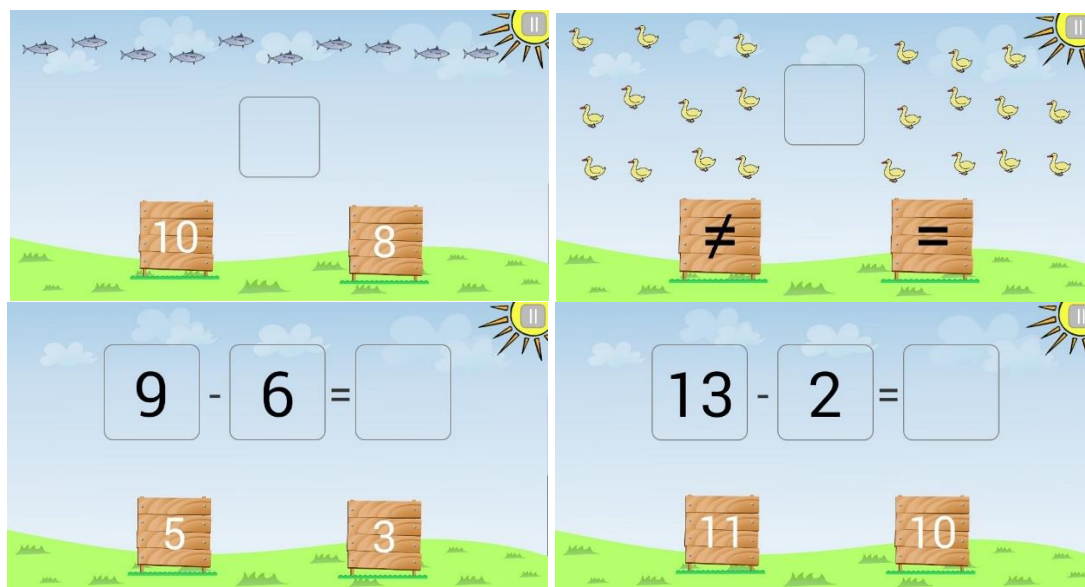 10 8
≠ =
9 - 6 =
5 3
13 - 2 =
11 10